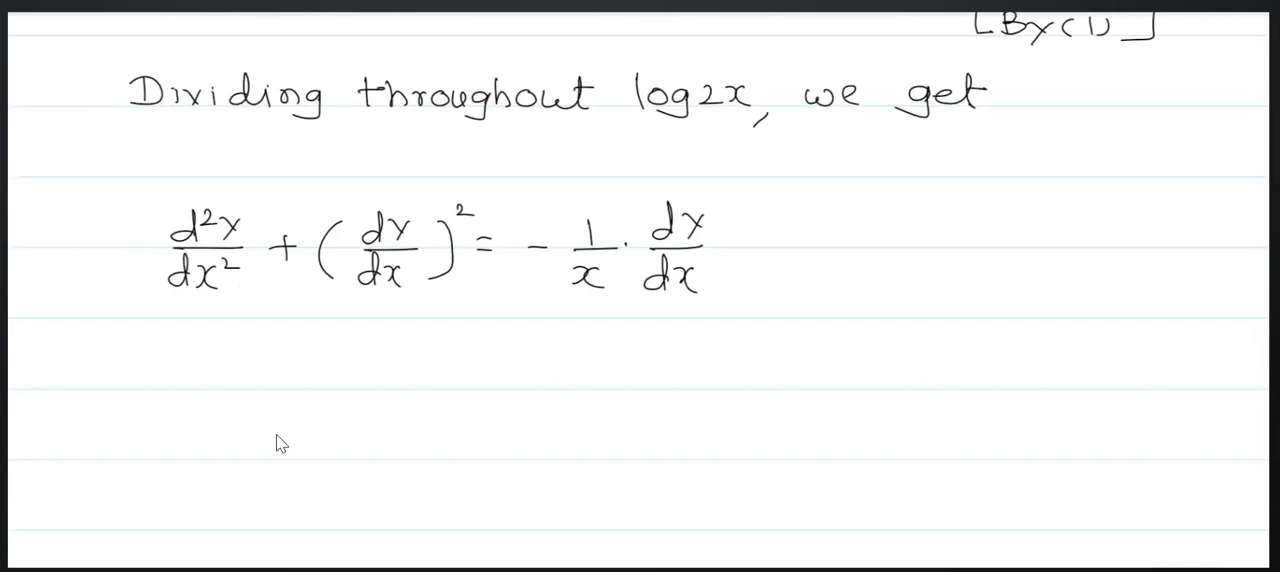 [By (1)]
Dividing throughout log2x, we get
d²y/dx² + (dy/dx)² = - 1/x · dy/dx